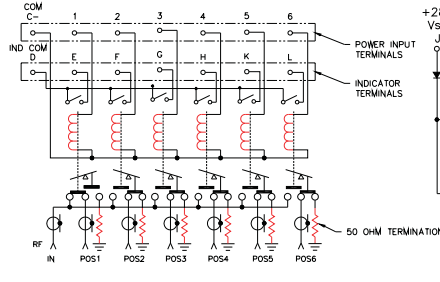 COM
C- 1 2 3 4 5 6
+28
Vs
J
IND COM
POWER INPUT
TERMINALS
D E F G H K L
INDICATOR
TERMINALS
50 OHM TERMINATION
RF
IN POS1 POS2 POS3 POS4 POS5 POS6